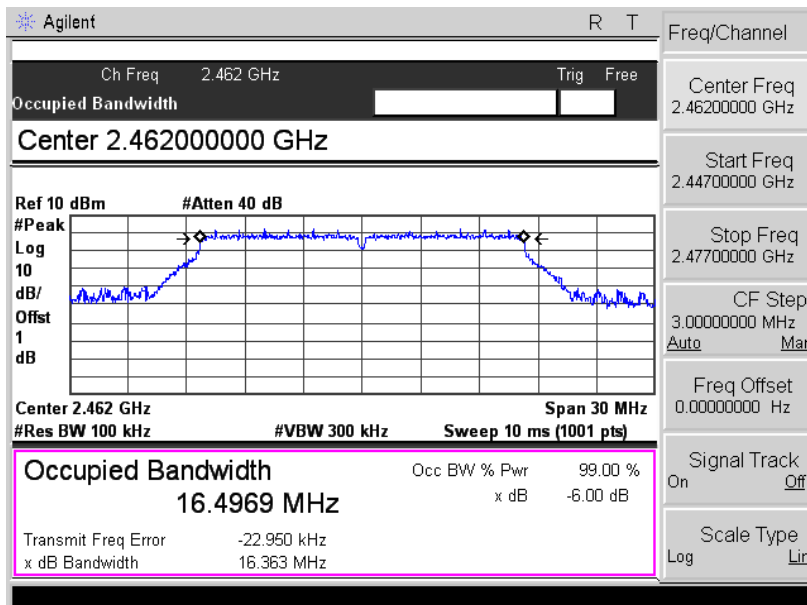 Agilent R T
Ch Freq 2.462 GHz Trig Free
Occupied Bandwidth
Center 2.462000000 GHz
Ref 10 dBm #Atten 40 dB
#Peak
Log
10
dB/
Offst
1
dB
Center 2.462 GHz Span 30 MHz
#Res BW 100 kHz #VBW 300 kHz Sweep 10 ms (1001 pts)
Occupied Bandwidth
16.4969 MHz
Occ BW % Pwr 99.00 %
x dB -6.00 dB
Transmit Freq Error -22.950 kHz
x dB Bandwidth 16.363 MHz
Freq/Channel
Center Freq
2.46200000 GHz
Start Freq
2.44700000 GHz
Stop Freq
2.47700000 GHz
CF Step
3.00000000 MHz
Auto Man
Freq Offset
0.00000000 Hz
Signal Track
On Off
Scale Type
Log Lin